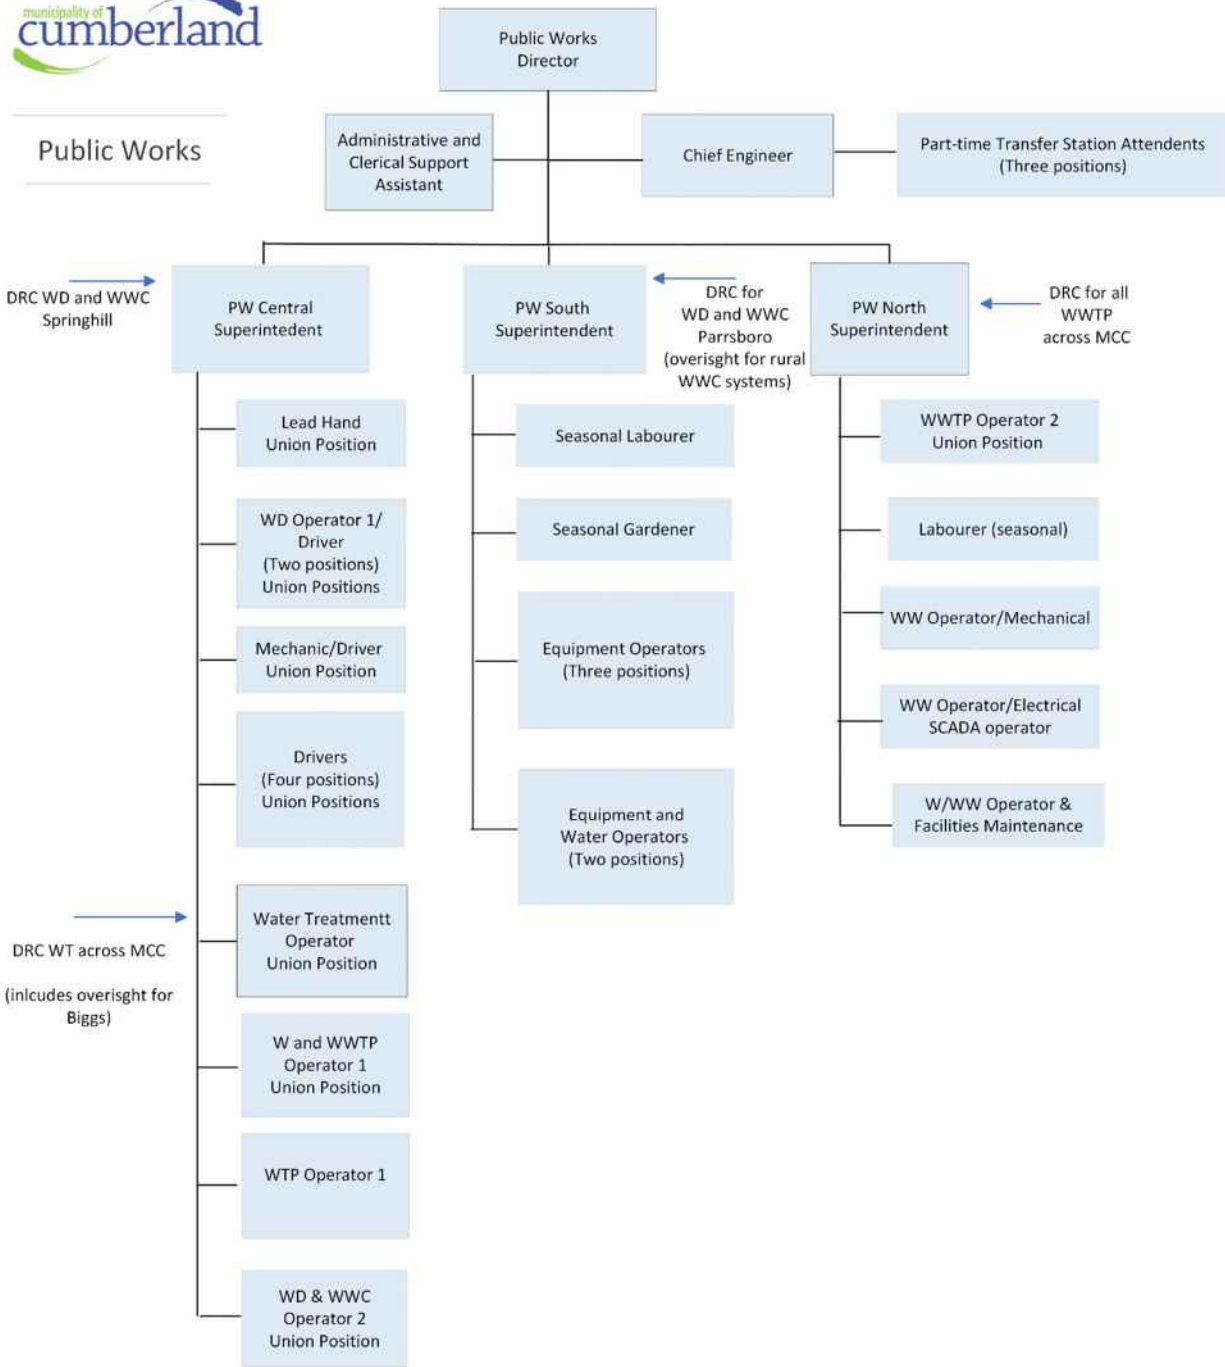 municipality of
cumberland
Public Works
Public Works
Director
Administrative and
Clerical Support
Assistant
Chief Engineer
Part-time Transfer Station Attendents
(Three positions)
DRC WD and WWC
Springhill
PW Central
Superintedent
PW South
Superintendent
DRC for
WD and WWC
Parrsboro
(overisght for rural
WWC systems)
PW North
Superintendent
DRC for all
WWTP
across MCC
Lead Hand
Union Position
WD Operator 1/
Driver
(Two positions)
Union Positions
Mechanic/Driver
Union Position
Drivers
(Four positions)
Union Positions
DRC WT across MCC
(inlcudes overisght for
Biggs)
Water Treatmentt
Operator
Union Position
W and WWTP
Operator 1
Union Position
WTP Operator 1
WD & WWC
Operator 2
Union Position
Seasonal Labourer
Seasonal Gardener
Equipment Operators
(Three positions)
Equipment and
Water Operators
(Two positions)
WWTP Operator 2
Union Position
Labourer (seasonal)
WW Operator/Mechanical
WW Operator/Electrical
SCADA operator
W/WW Operator &
Facilities Maintenance